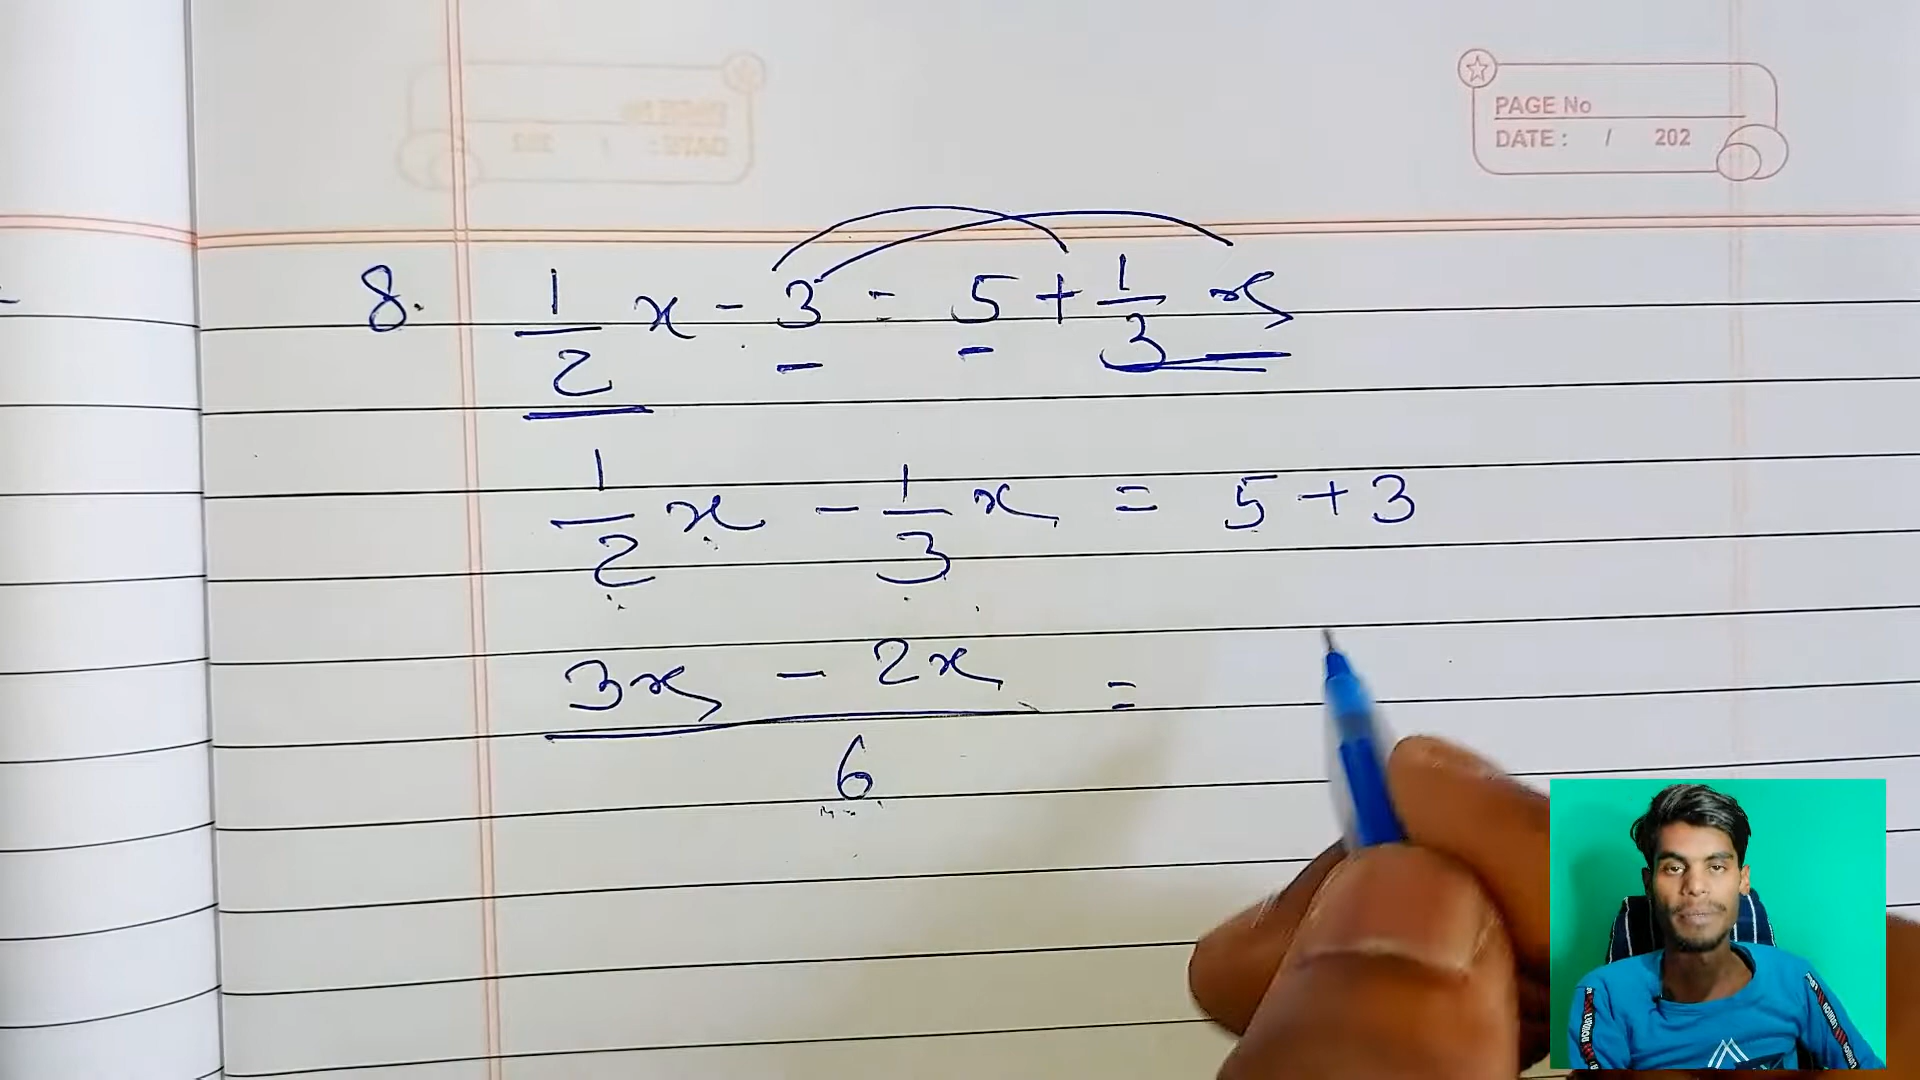 PAGE No
DATE : / 202
8. 1/2 x - 3 = 5 + 1/3 x
1/2 x - 1/3 x = 5 + 3
3x - 2x / 6 =